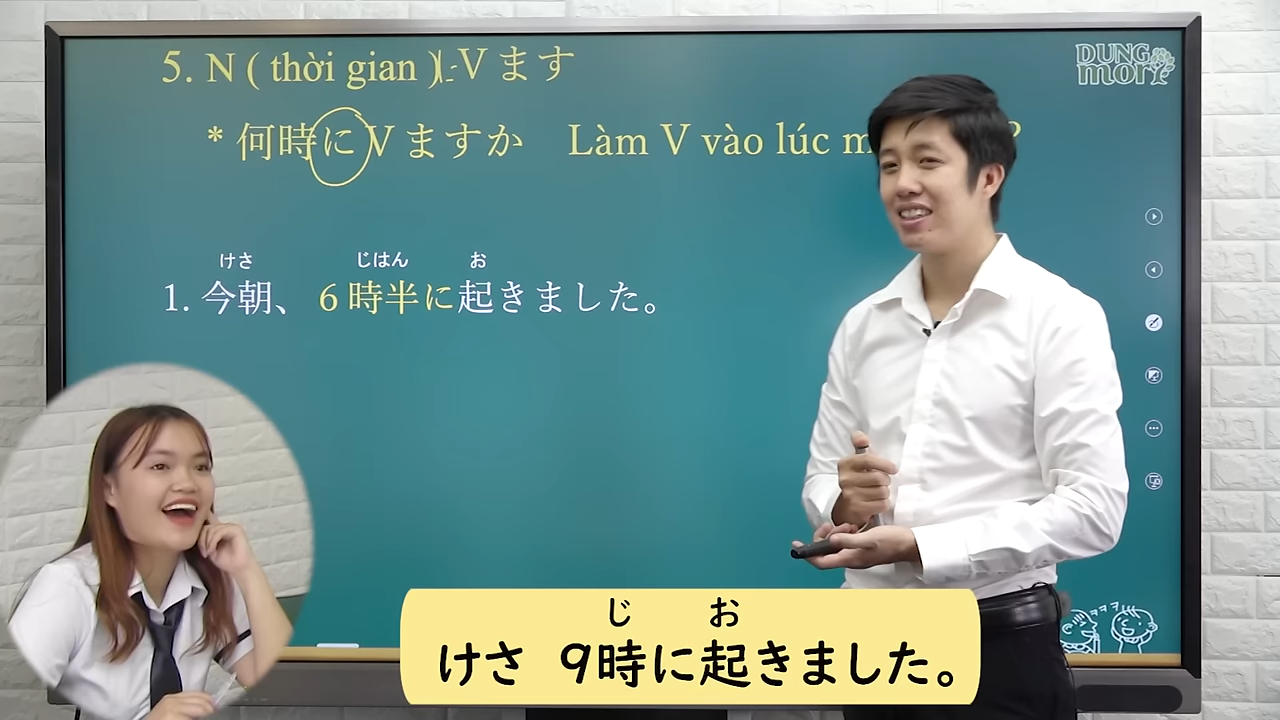 5. N ( thời gian ) に V ます
* 何時に V ますか Làm V vào lúc m ?
けさ じはん お
1. 今朝、6時半に起きました。
DUNG
mori
じ お
けさ 9時に起きました。